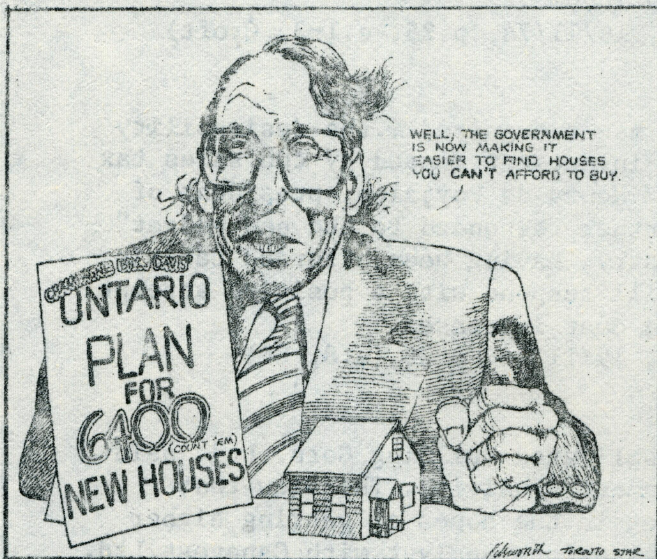 WELL, THE GOVERNMENT
IS NOW MAKING IT
EASIER TO FIND HOUSES
YOU CAN'T AFFORD TO BUY.
DAVIS'
ONTARIO
PLAN
FOR
6400
(COUNT 'EM)
NEW HOUSES
TORONTO STAR